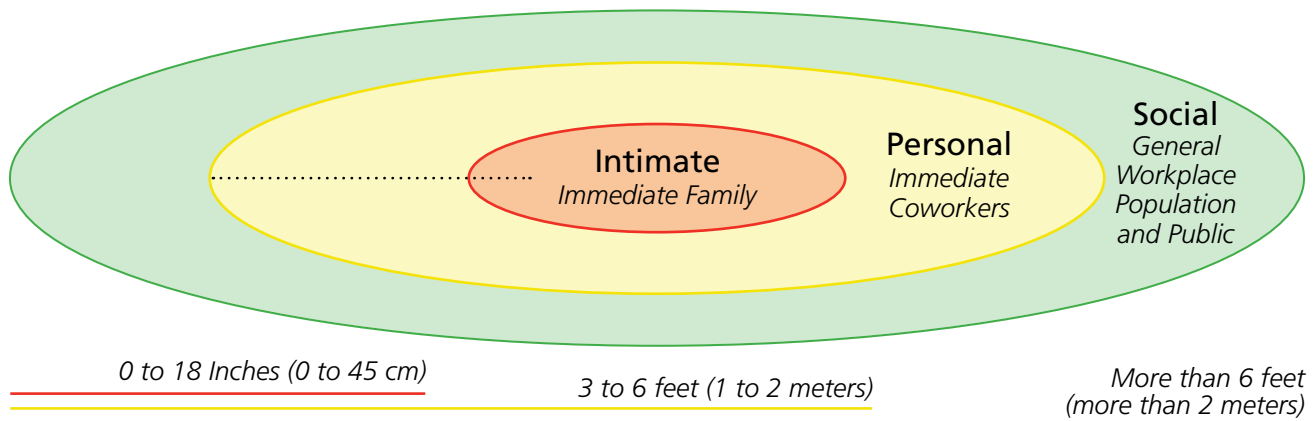 Intimate
Immediate Family
Personal
Immediate
Coworkers
Social
General
Workplace
Population
and Public
0 to 18 Inches (0 to 45 cm)
3 to 6 feet (1 to 2 meters)
More than 6 feet
(more than 2 meters)